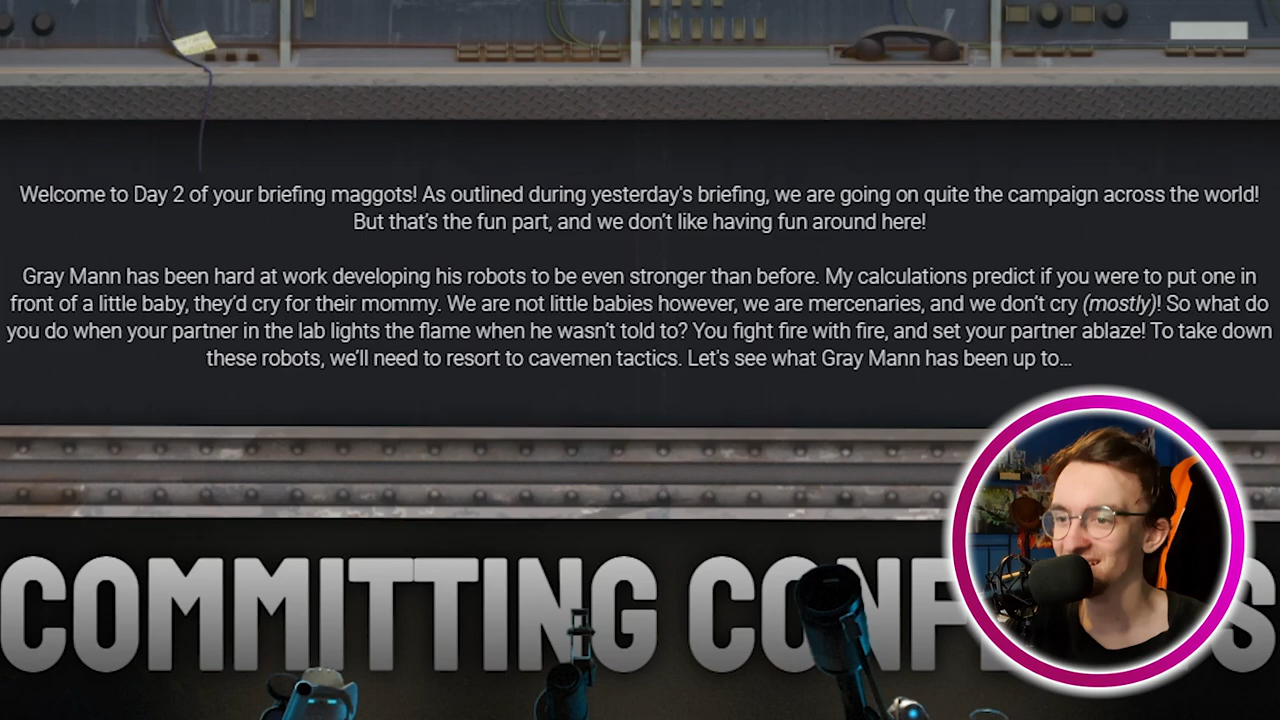 Welcome to Day 2 of your briefing maggots! As outlined during yesterday's briefing, we are going on quite the campaign across the world!
But that's the fun part, and we don't like having fun around here!
Gray Mann has been hard at work developing his robots to be even stronger than before. My calculations predict if you were to put one in
front of a little baby, they'd cry for their mommy. We are not little babies however, we are mercenaries, and we don't cry (mostly)! So what do
you do when your partner in the lab lights the flame when he wasn't told to? You fight fire with fire, and set your partner ablaze! To take down
these robots, we'll need to resort to cavemen tactics. Let's see what Gray Mann has been up to...
COMMITTING